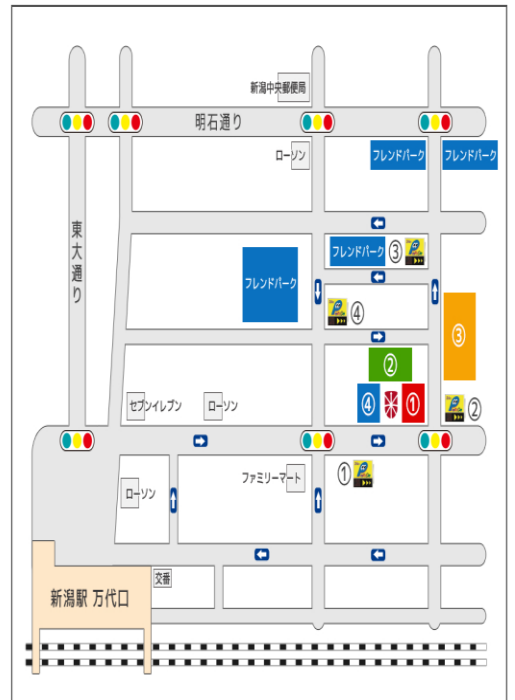 新潟中央郵便局
明石通り
ローソン
フレンドパーク
フレンドパーク
東大通り
フレンドパーク
③
フレンドパーク
④
③
②
④
①
②
セブンイレブン
ローソン
ファミリーマート
①
ローソン
交番
新潟駅 万代口